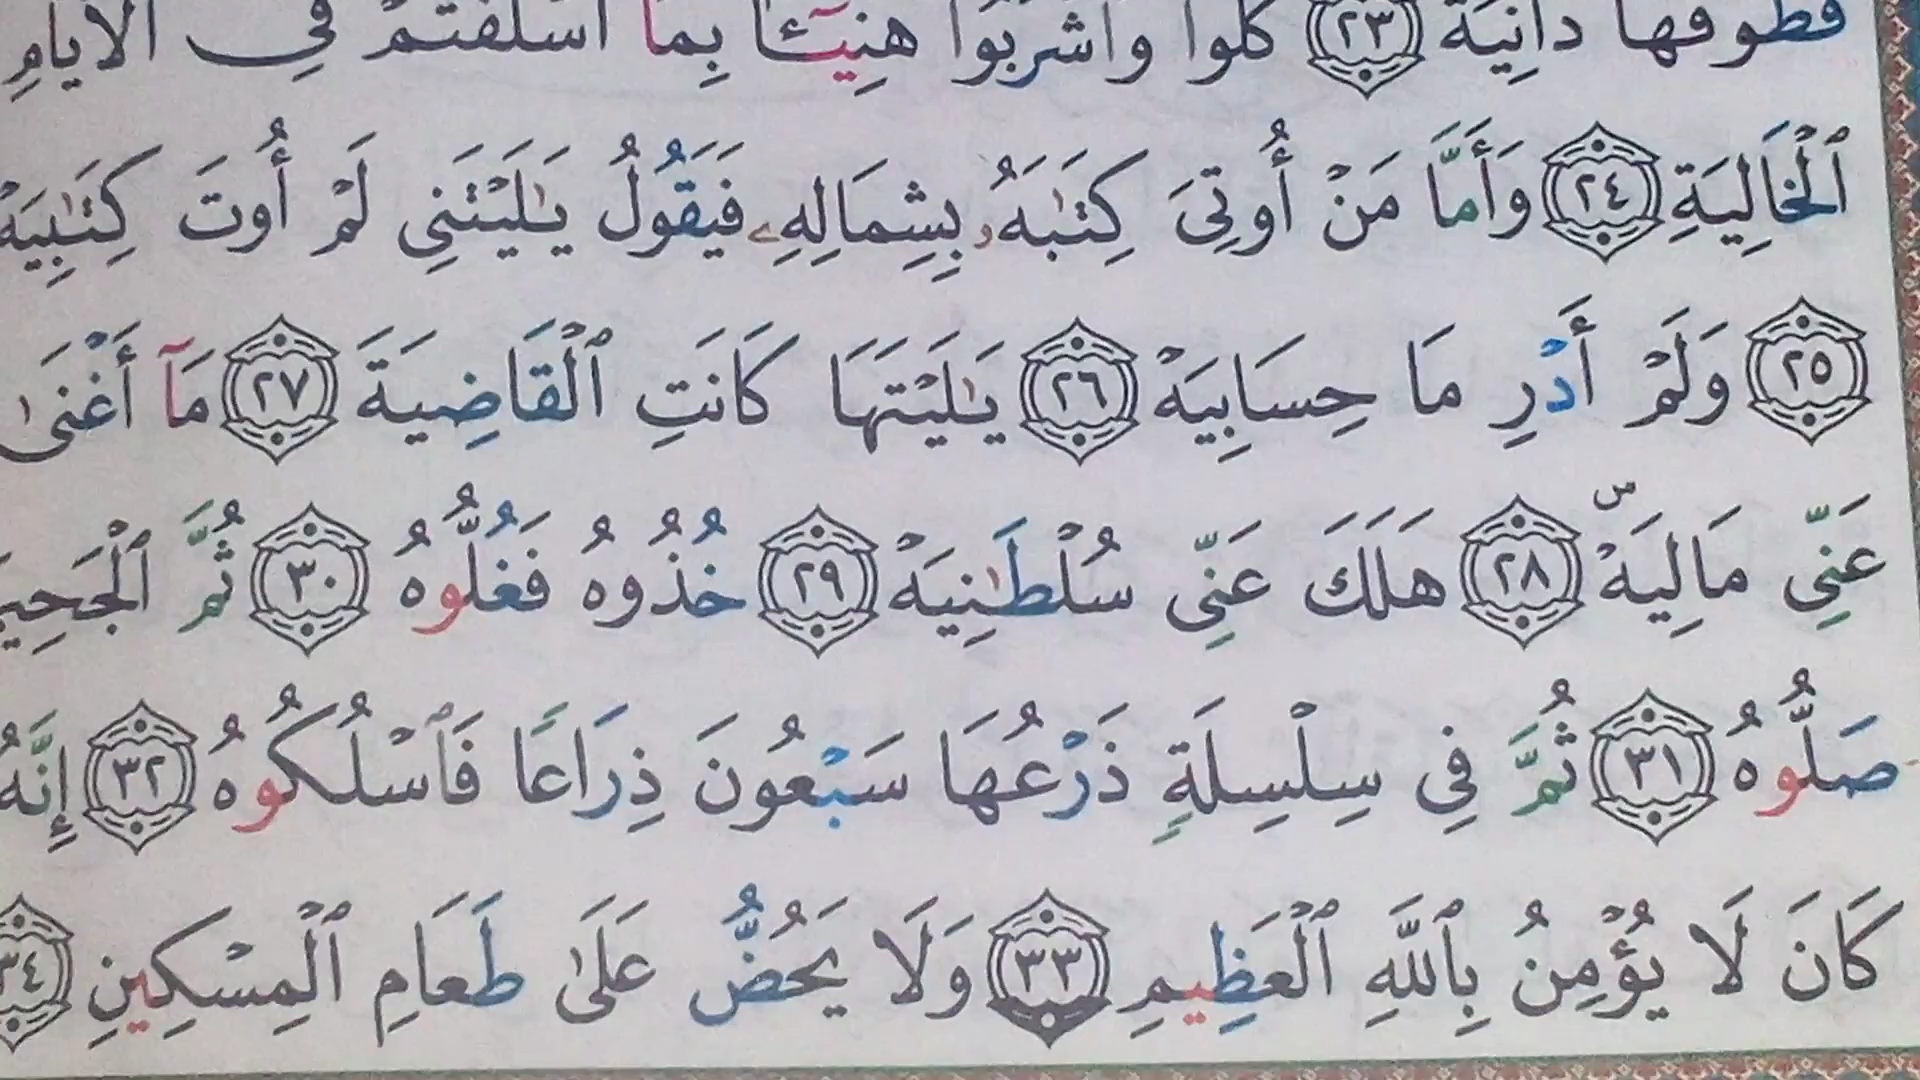 قُطُوفُهَا دَانِيَةٌ ٢٣ كُلُوا۟ وَٱشْرَبُوا۟ هَنِيٓـًٔۢا بِمَآ أَسْلَفْتُمْ فِى ٱلْأَيَّامِ
ٱلْخَالِيَةِ ٢٤ وَأَمَّا مَنْ أُوتِىَ كِتَٰبَهُۥ بِشِمَالِهِۦ فَيَقُولُ يَٰلَيْتَنِى لَمْ أُوتَ كِتَٰبِيَهْ
٢٥ وَلَمْ أَدْرِ مَا حِسَابِيَهْ ٢٦ يَٰلَيْتَهَا كَانَتِ ٱلْقَاضِيَةَ ٢٧ مَآ أَغْنَىٰ
عَنِّى مَالِيَهْۜ ٢٨ هَلَكَ عَنِّى سُلْطَٰنِيَهْ ٢٩ خُذُوهُ فَغُلُّوهُ ٣٠ ثُمَّ ٱلْجَحِيمَ
صَلُّوهُ ٣١ ثُمَّ فِى سِلْسِلَةٍ ذَرْعُهَا سَبْعُونَ ذِرَاعًا فَٱسْلُكُوهُ ٣٢ إِنَّهُ
كَانَ لَا يُؤْمِنُ بِٱللَّهِ ٱلْعَظِيمِ ٣٣ وَلَا يَحُضُّ عَلَىٰ طَعَامِ ٱلْمِسْكِينِ ٣٤